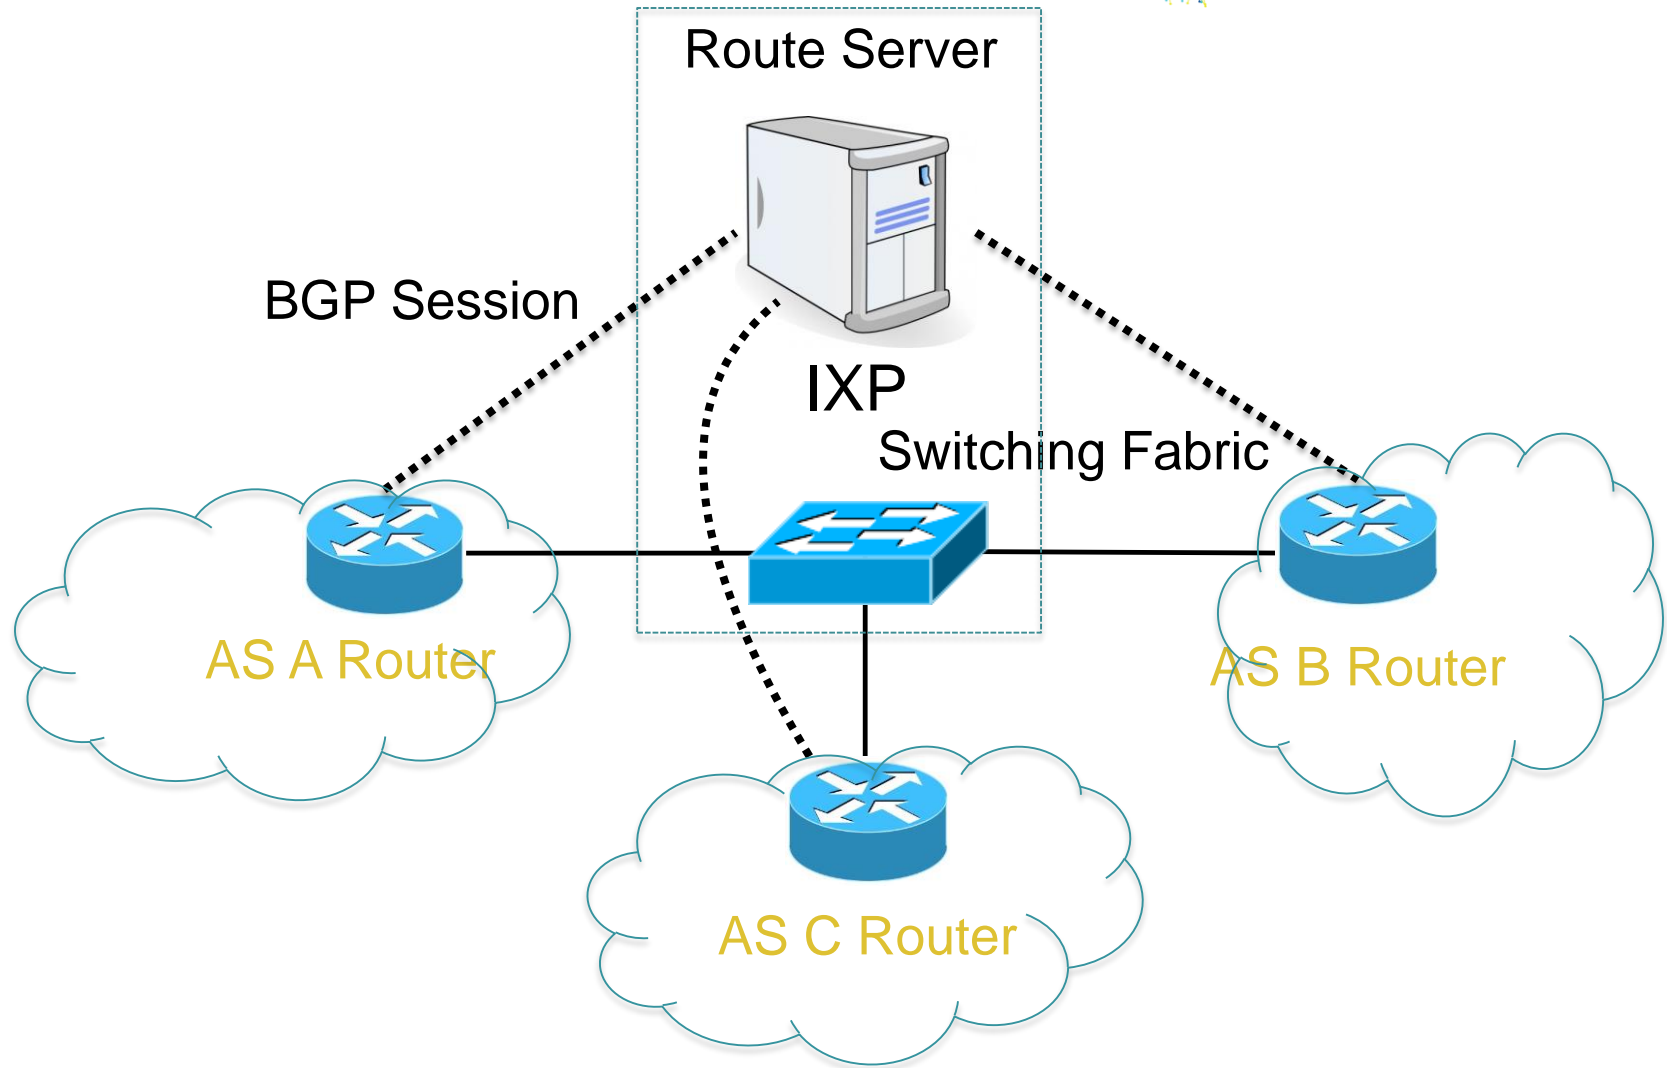 Route Server
BGP Session
IXP
Switching Fabric
AS A Router
AS B Router
AS C Router